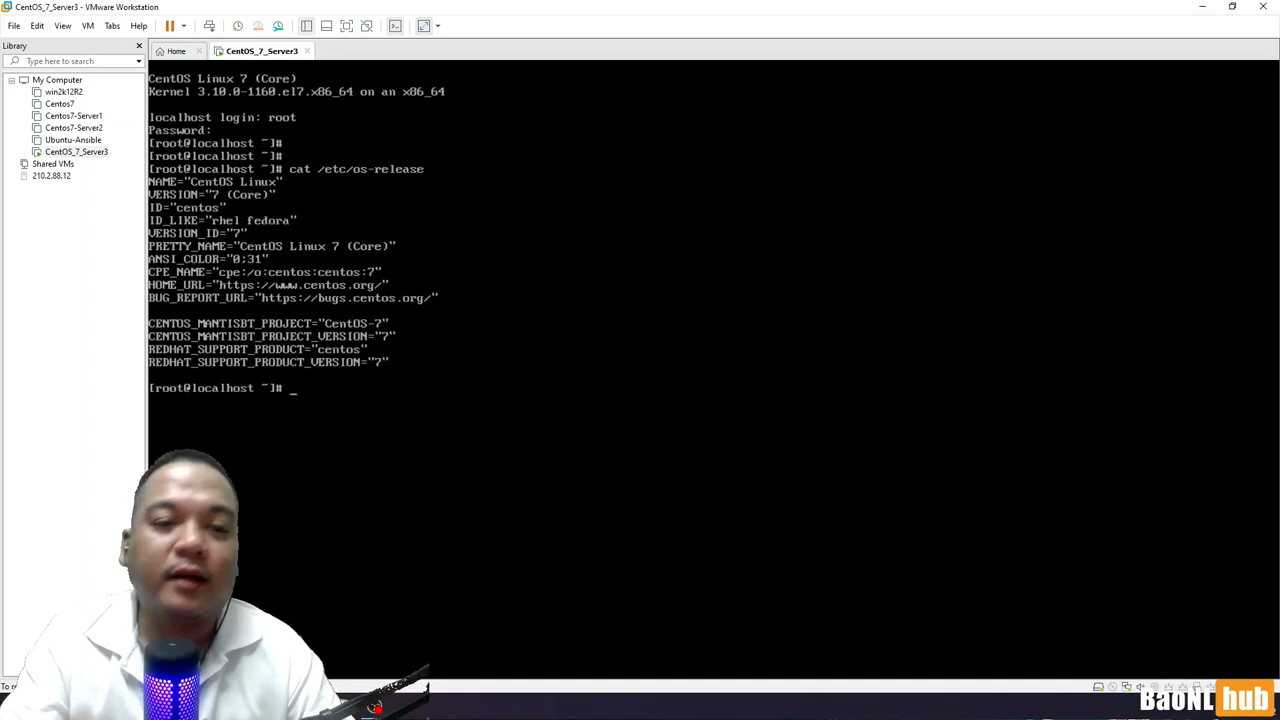 CentOS_7_Server3 - VMware Workstation
File Edit View VM Tabs Help
Library
Type here to search
My Computer
win2k12R2
Centos7
Centos7-Server1
Centos7-Server2
Ubuntu-Ansible
CentOS_7_Server3
Shared VMs
210.2.88.12
Home
CentOS_7_Server3
CentOS Linux 7 (Core)
Kernel 3.10.0-1160.el7.x86_64 on an x86_64
localhost login: root
Password:
[root@localhost ~]#
[root@localhost ~]#
[root@localhost ~]# cat /etc/os-release
NAME="CentOS Linux"
VERSION="7 (Core)"
ID="centos"
ID_LIKE="rhel fedora"
VERSION_ID="7"
PRETTY_NAME="CentOS Linux 7 (Core)"
ANSI_COLOR="0;31"
CPE_NAME="cpe:/o:centos:centos:7"
HOME_URL="https://www.centos.org/"
BUG_REPORT_URL="https://bugs.centos.org/"
CENTOS_MANTISBT_PROJECT="CentOS-7"
CENTOS_MANTISBT_PROJECT_VERSION="7"
REDHAT_SUPPORT_PRODUCT="centos"
REDHAT_SUPPORT_PRODUCT_VERSION="7"
[root@localhost ~]# _
To
BaoNL hub